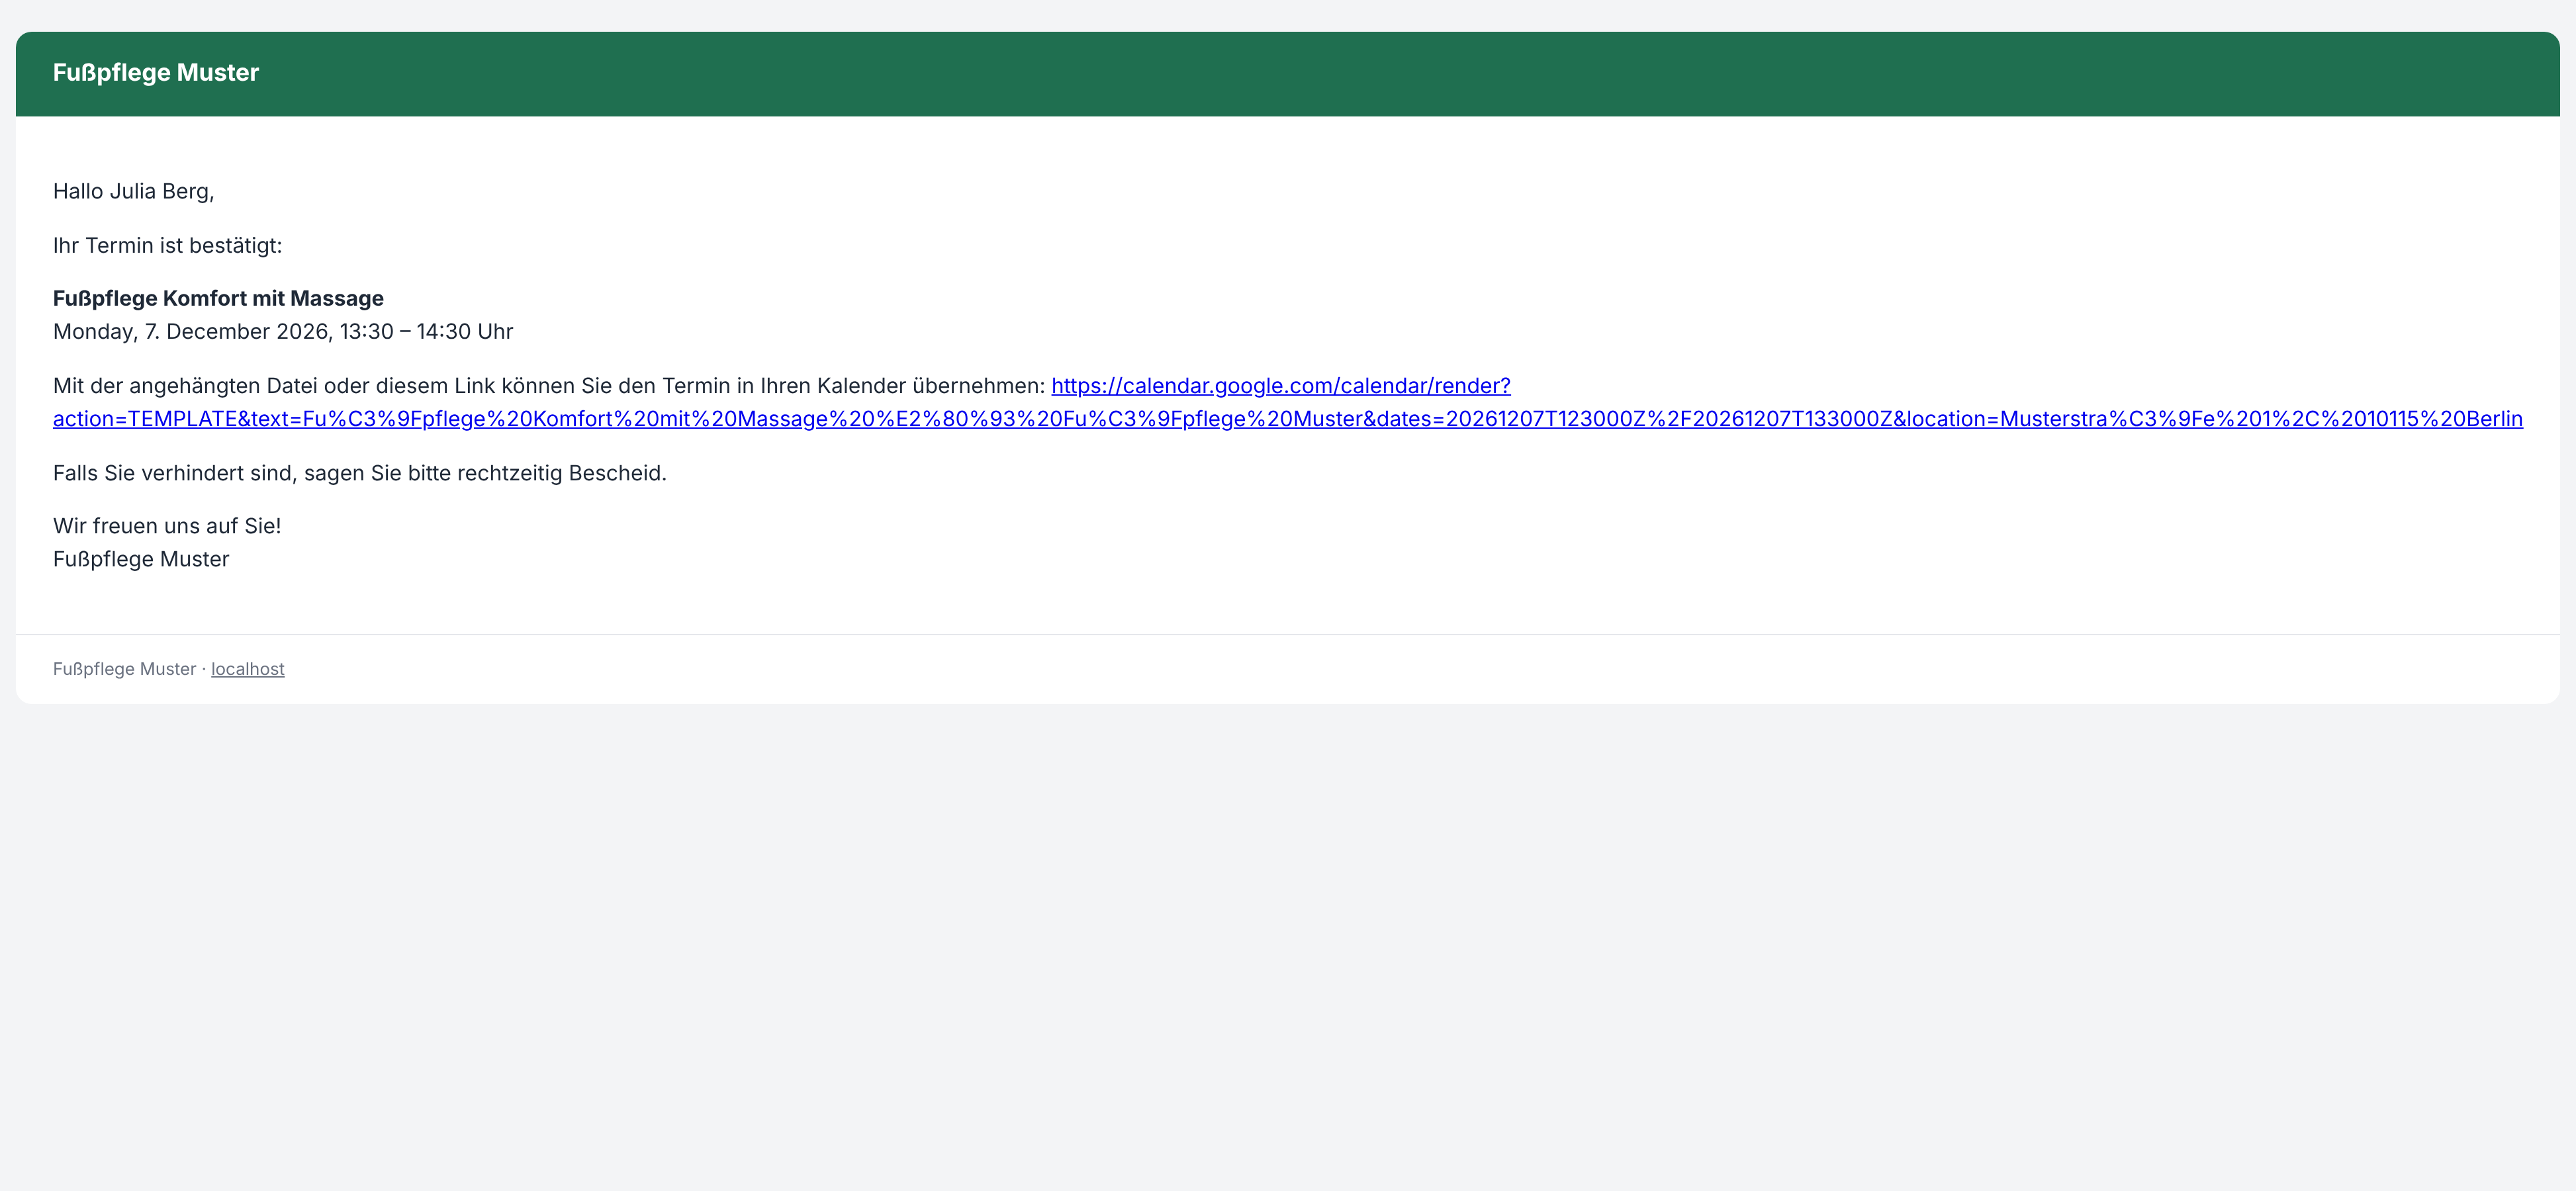 Fußpflege Muster
Hallo Julia Berg,
Ihr Termin ist bestätigt:
Fußpflege Komfort mit Massage
Monday, 7. December 2026, 13:30 – 14:30 Uhr
Mit der angehängten Datei oder diesem Link können Sie den Termin in Ihren Kalender übernehmen: https://calendar.google.com/calendar/render?
action=TEMPLATE&text=Fu%C3%9Fpflege%20Komfort%20mit%20Massage%20%E2%80%93%20Fu%C3%9Fpflege%20Muster&dates=20261207T123000Z%2F20261207T133000Z&location=Musterstra%C3%9Fe%201%2C%2010115%20Berlin
Falls Sie verhindert sind, sagen Sie bitte rechtzeitig Bescheid.
Wir freuen uns auf Sie!
Fußpflege Muster
Fußpflege Muster · localhost